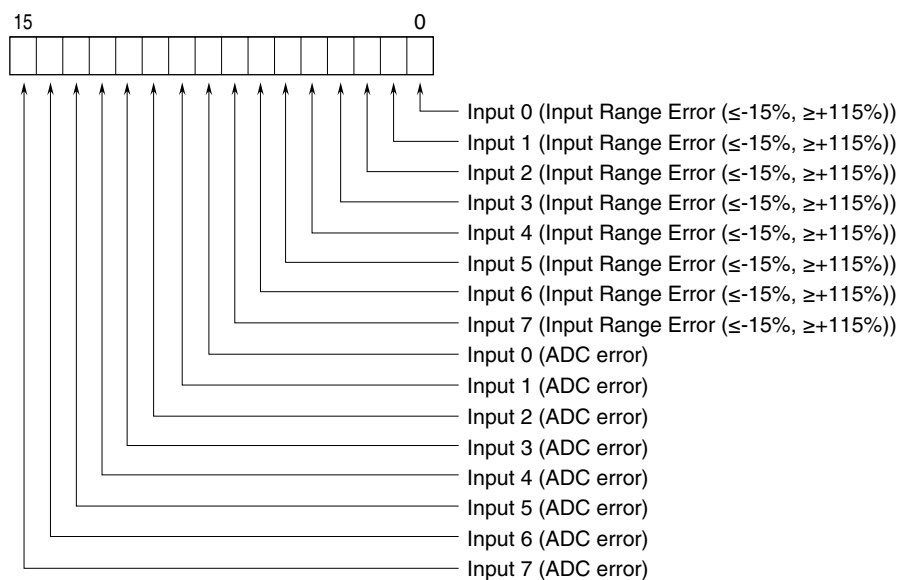 15 0
Input 0 (Input Range Error (≤-15%, ≥+115%))
Input 1 (Input Range Error (≤-15%, ≥+115%))
Input 2 (Input Range Error (≤-15%, ≥+115%))
Input 3 (Input Range Error (≤-15%, ≥+115%))
Input 4 (Input Range Error (≤-15%, ≥+115%))
Input 5 (Input Range Error (≤-15%, ≥+115%))
Input 6 (Input Range Error (≤-15%, ≥+115%))
Input 7 (Input Range Error (≤-15%, ≥+115%))
Input 0 (ADC error)
Input 1 (ADC error)
Input 2 (ADC error)
Input 3 (ADC error)
Input 4 (ADC error)
Input 5 (ADC error)
Input 6 (ADC error)
Input 7 (ADC error)